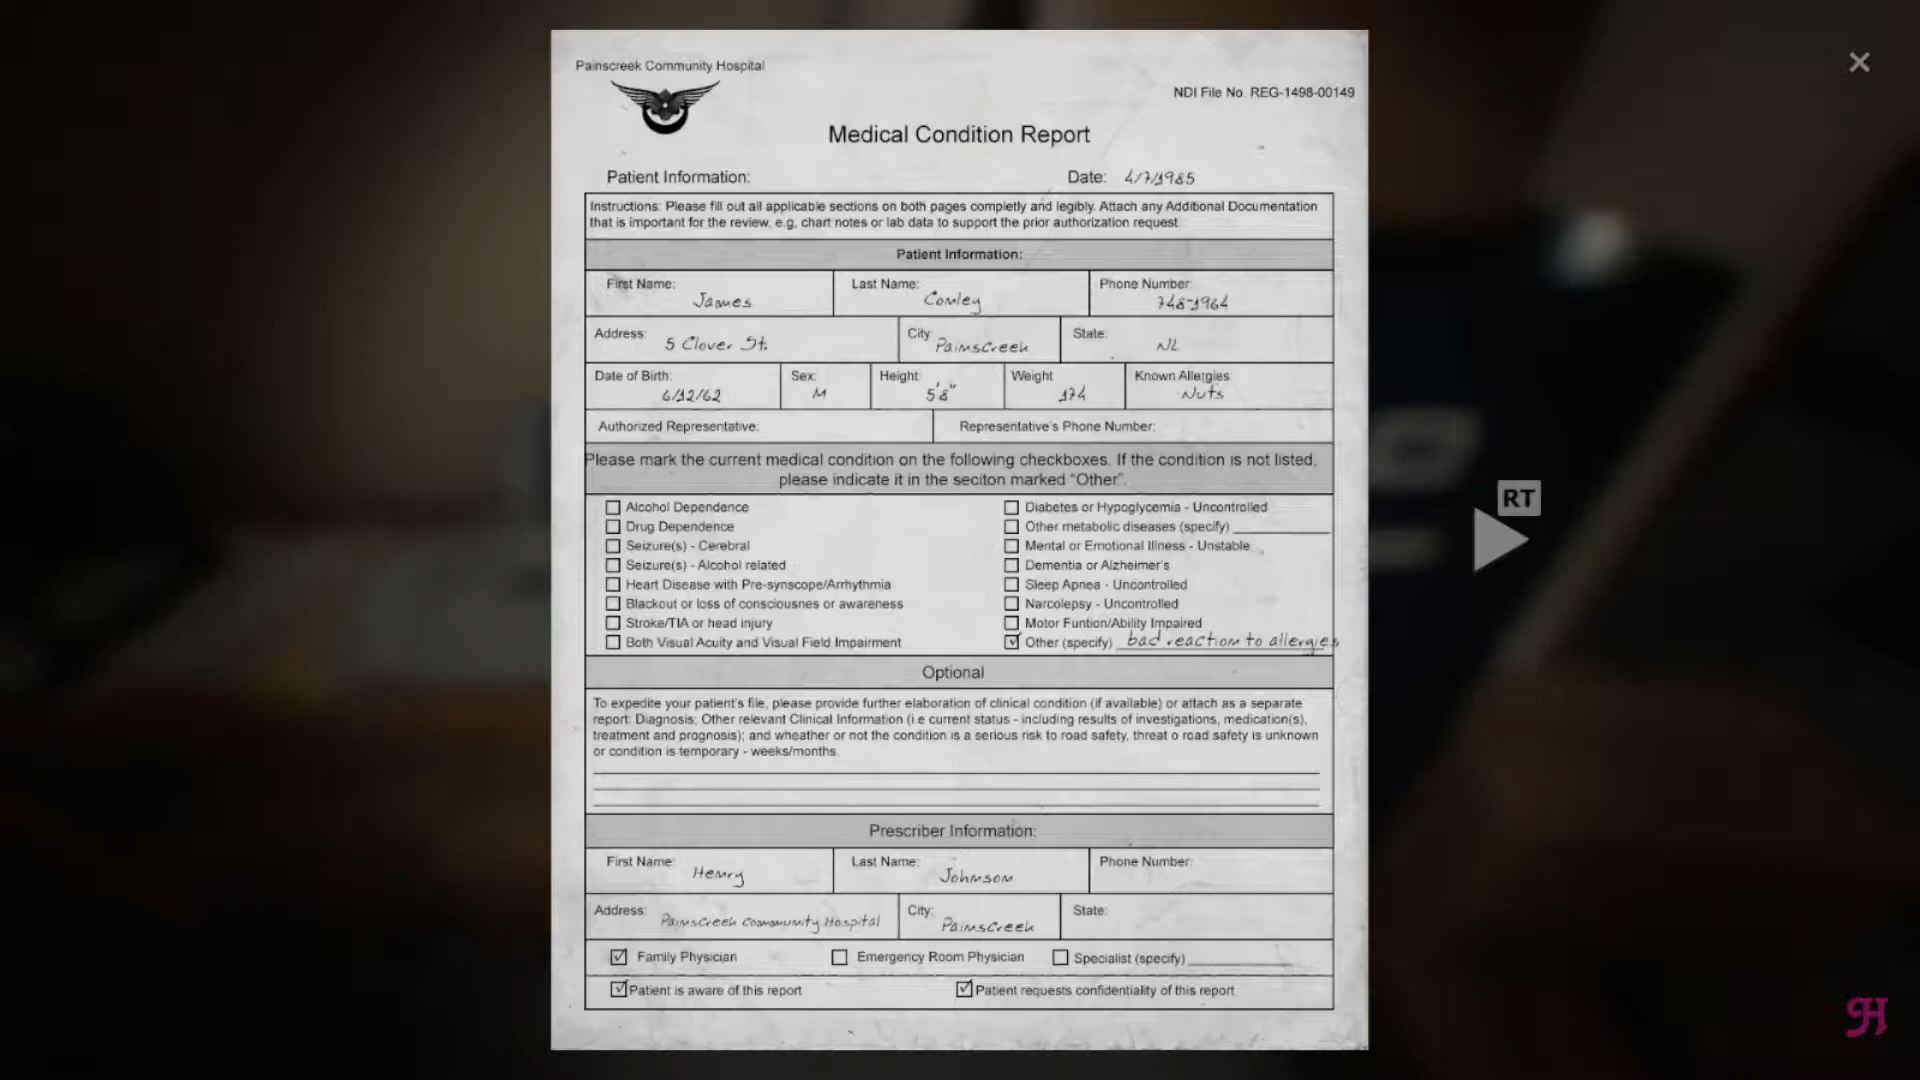 Painscreek Community Hospital
NDI File No. REG-1498-00149
Medical Condition Report
Patient Information: Date: 4/7/1985
Instructions: Please fill out all applicable sections on both pages completly and legibly. Attach any Additional Documentation
that is important for the review, e.g, chart notes or lab data to support the prior authorization request
Patient Information:
First Name: James Last Name: Comley Phone Number: 748-1964
Address: 5 Clover St. City: Painscreek State: NL
Date of Birth: 6/12/62 Sex: M Height: 5'8" Weight 174 Known Allergies: Nuts
Authorized Representative: Representative's Phone Number:
Please mark the current medical condition on the following checkboxes. If the condition is not listed,
please indicate it in the seciton marked "Other".
Alcohol Dependence Diabetes or Hypoglycemia - Uncontrolled
Drug Dependence Other metabolic diseases (specify)
Seizure(s) - Cerebral Mental or Emotional Illness - Unstable
Seizure(s) - Alcohol related Dementia or Alzheimer's
Heart Disease with Pre-synscope/Arrhythmia Sleep Apnea - Uncontrolled
Blackout or loss of consciousnes or awareness Narcolepsy - Uncontrolled
Stroke/TIA or head injury Motor Funtion/Ability Impaired
Both Visual Acuity and Visual Field Impairment Other (specify) bad reaction to allergies
Optional
To expedite your patient's file, please provide further elaboration of clinical condition (if available) or attach as a separate
report: Diagnosis; Other relevant Clinical Information (i.e current status - including results of investigations, medication(s),
treatment and prognosis); and wheather or not the condition is a serious risk to road safety, threat o road safety is unknown
or condition is temporary - weeks/months.
Prescriber Information:
First Name: Henry Last Name: Johnson Phone Number:
Address: Painscreek Community Hospital City: Painscreek State:
Family Physician Emergency Room Physician Specialist (specify)
Patient is aware of this report Patient requests confidentiality of this report
RT